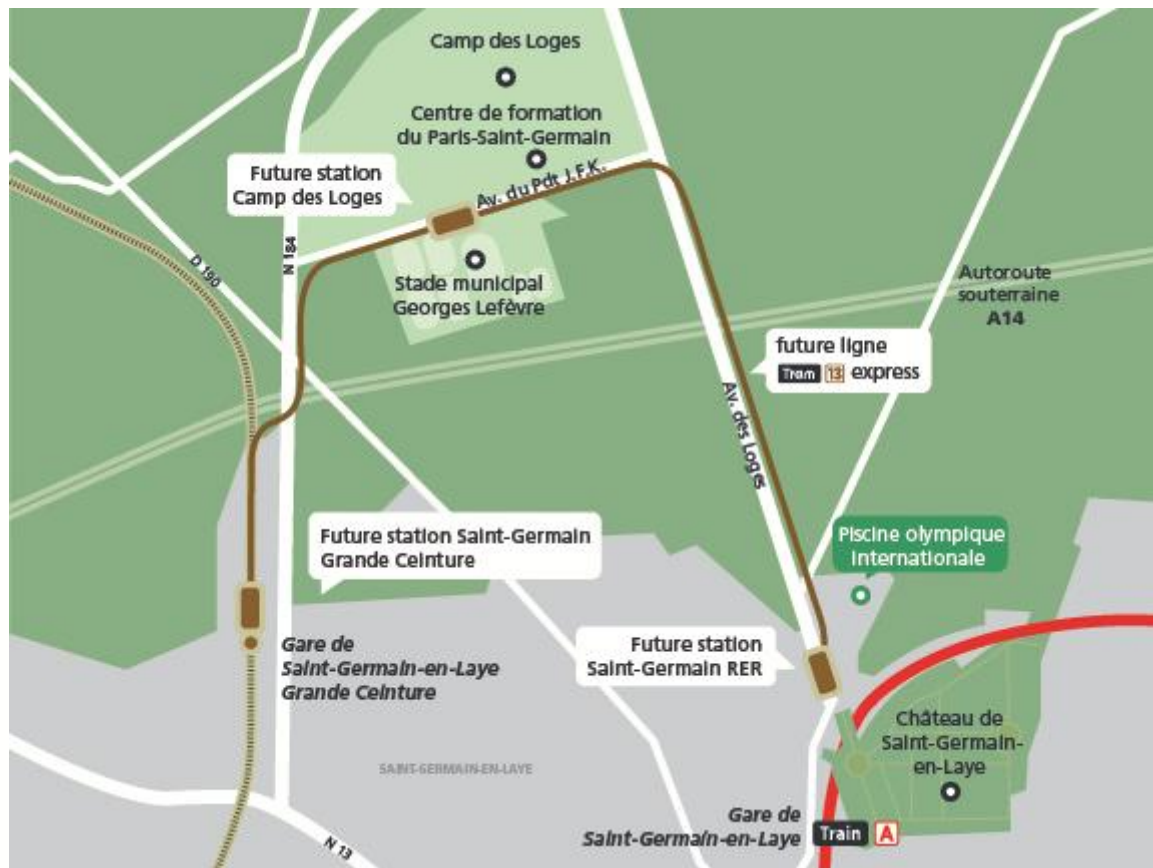 Camp des Loges
Centre de formation
du Paris-Saint-Germain
Future station
Camp des Loges
Av. du Pdt J.F.K.
N 184
D 190
Stade municipal
Georges Lefèvre
Autoroute
souterraine
A14
future ligne
Tram 13 express
Av. des Loges
Future station Saint-Germain
Grande Ceinture
Piscine olympique
internationale
Gare de
Saint-Germain-en-Laye
Grande Ceinture
Future station
Saint-Germain RER
Château de
Saint-Germain-
en-Laye
SAINT-GERMAIN-EN-LAYE
Gare de
Saint-Germain-en-Laye
Train A
N 13